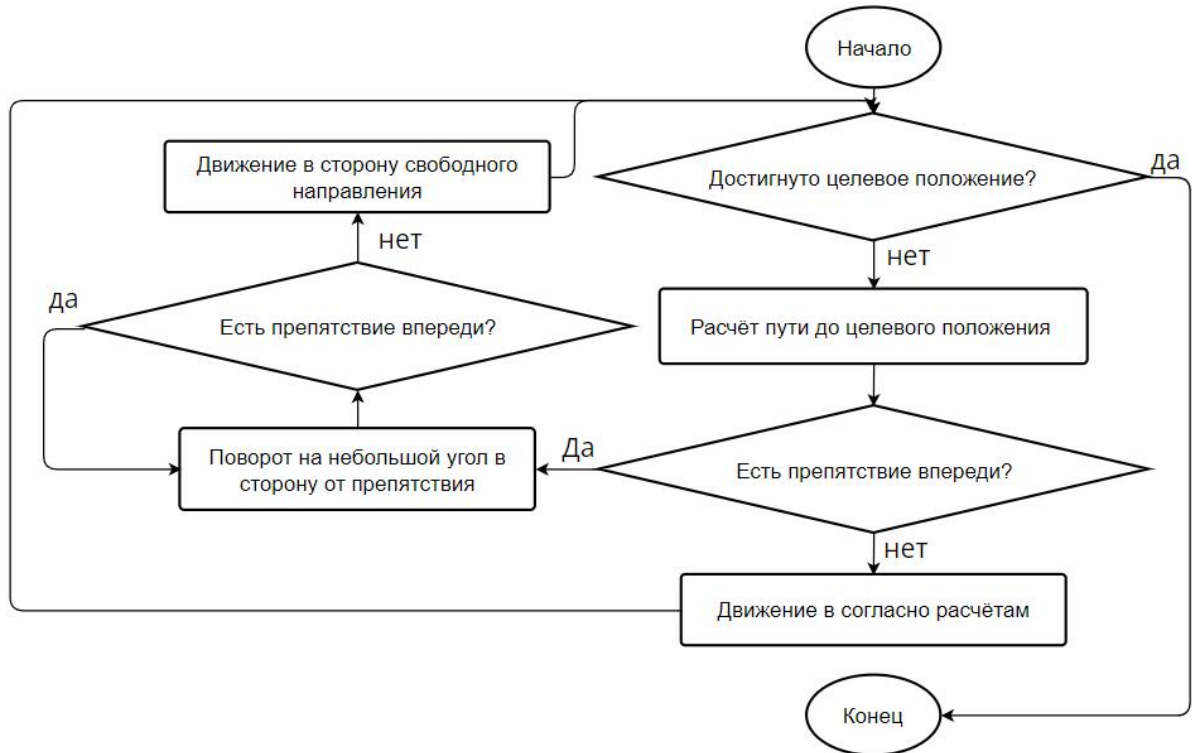 Начало
Движение в сторону свободного
направления
Достигнуто целевое положение?
да
нет
нет
да
Есть препятствие впереди?
Расчёт пути до целевого положения
Поворот на небольшой угол в
сторону от препятствия
Да
Есть препятствие впереди?
нет
Движение в согласно расчётам
Конец